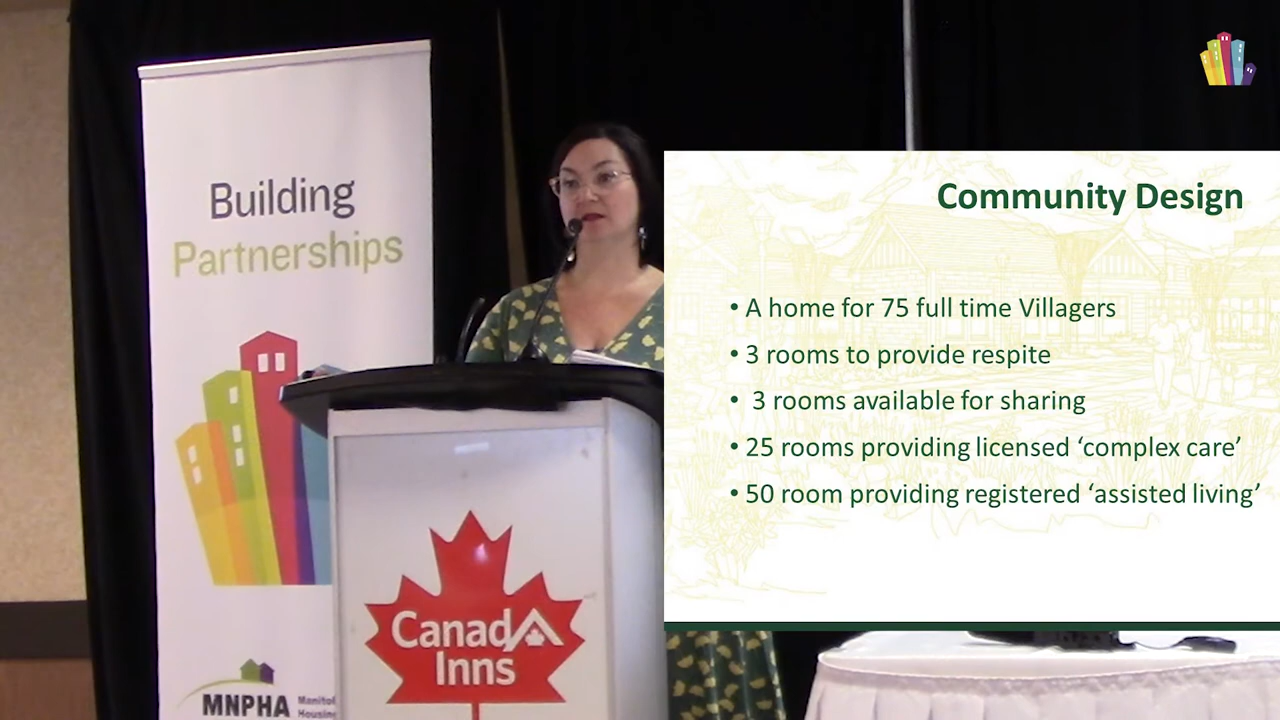 Building
Partnerships
MNPHA
Canada
Inns
Community Design
• A home for 75 full time Villagers
• 3 rooms to provide respite
• 3 rooms available for sharing
• 25 rooms providing licensed ‘complex care’
• 50 room providing registered ‘assisted living’